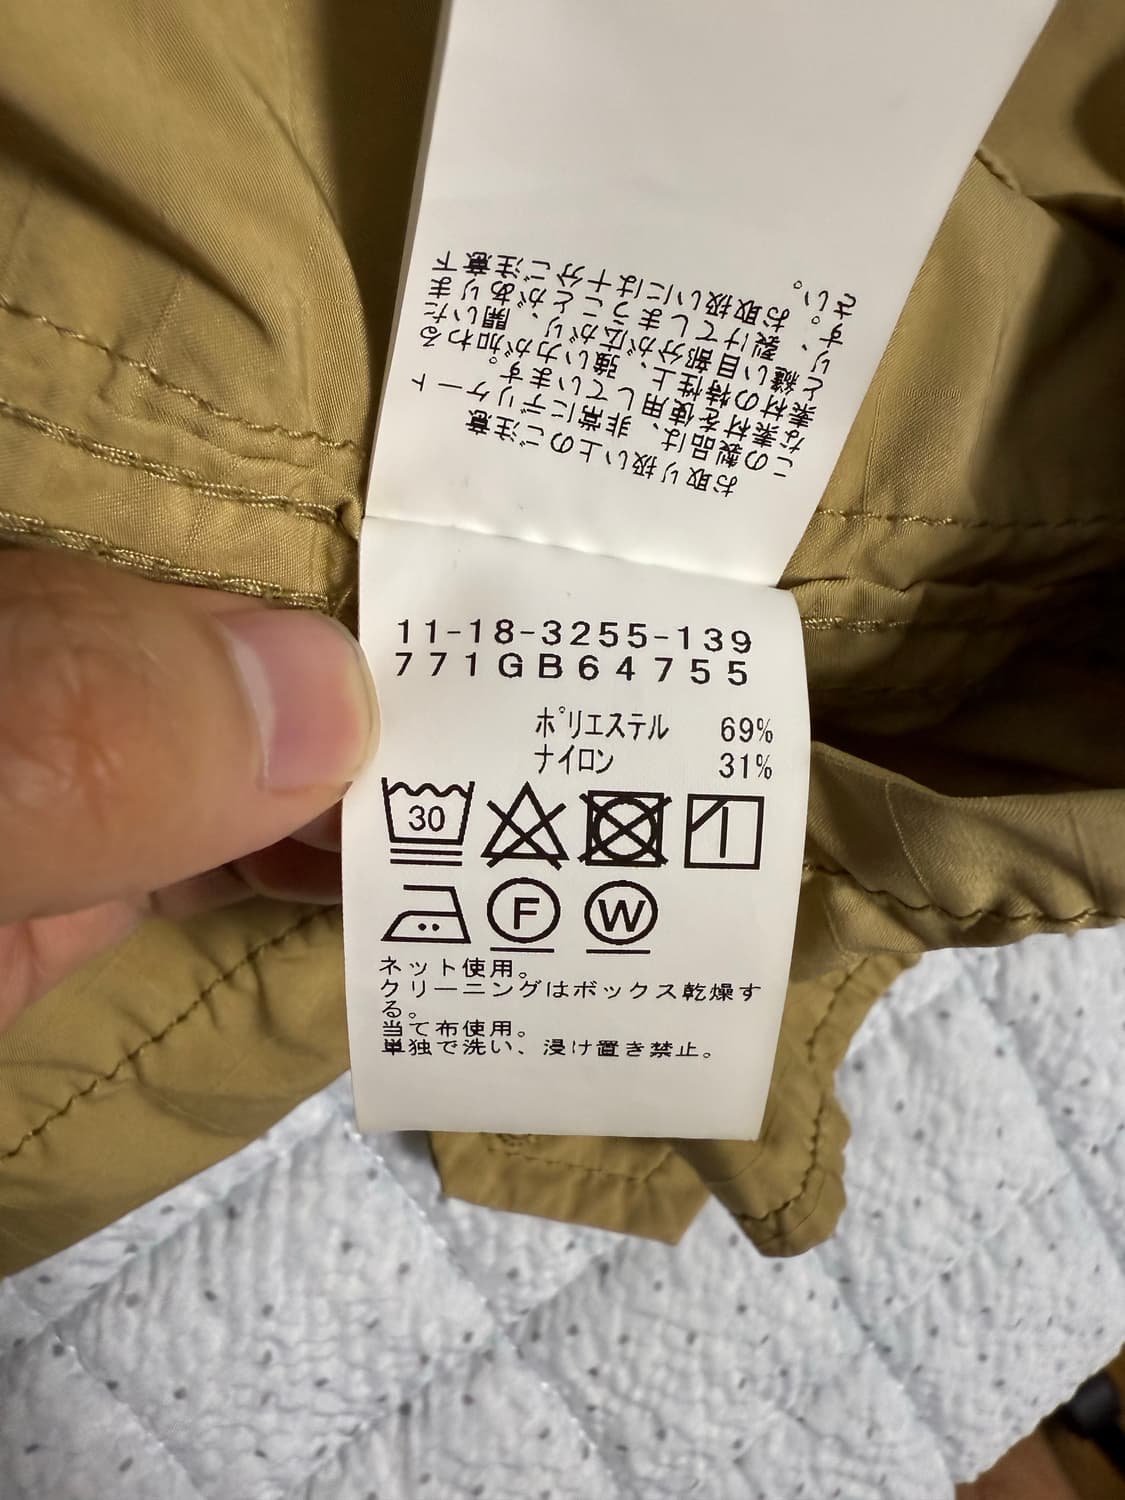 お取り扱い上のご注意
この製品は、非常にデリケート
な素材を使用しています。
素材の特性上、強い力が加わる
と縫い目部分が広がり、開いた
り、裂けてしまうことがありま
す。お取扱いには十分ご注意下
さい。
11-18-3255-139
771GB64755
ポリエステル 69%
ナイロン 31%
30
F W
ネット使用。
クリーニングはボックス乾燥す
る。
当て布使用。
単独で洗い、浸け置き禁止。